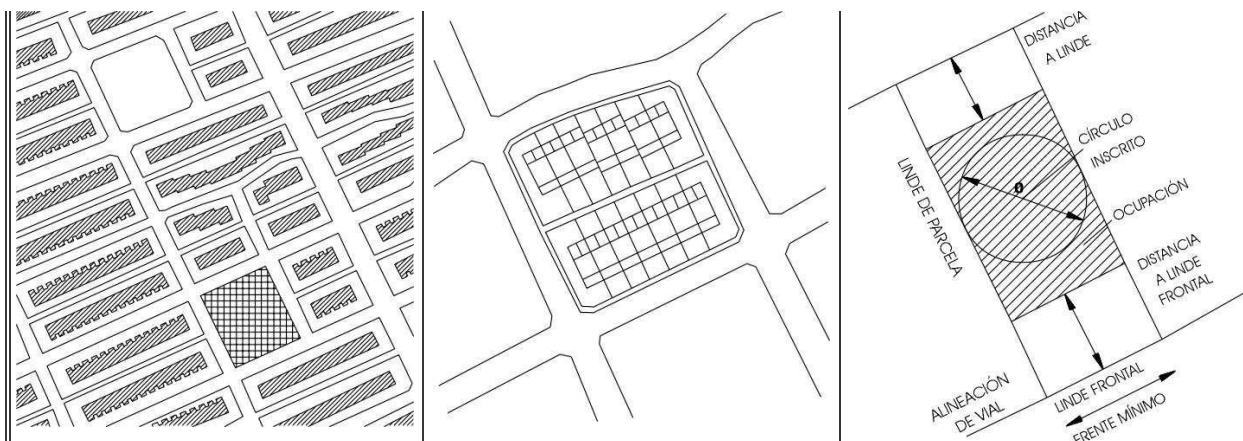 DISTANCIA
A LINDE
CÍRCULO
INSCRITO
LINDE DE PARCELA
Ø
OCUPACIÓN
DISTANCIA
A LINDE
FRONTAL
ALINEACIÓN
DE VIAL
LINDE FRONTAL
FRENTE MÍNIMO